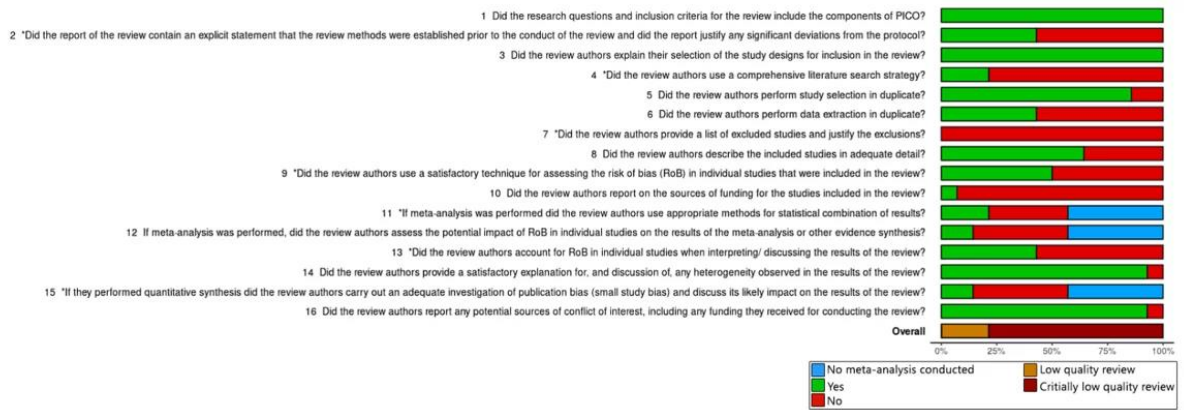 1 Did the research questions and inclusion criteria for the review include the components of PICO?
2 *Did the report of the review contain an explicit statement that the review methods were established prior to the conduct of the review and did the report justify any significant deviations from the protocol?
3 Did the review authors explain their selection of the study designs for inclusion in the review?
4 *Did the review authors use a comprehensive literature search strategy?
5 Did the review authors perform study selection in duplicate?
6 Did the review authors perform data extraction in duplicate?
7 *Did the review authors provide a list of excluded studies and justify the exclusions?
8 Did the review authors describe the included studies in adequate detail?
9 *Did the review authors use a satisfactory technique for assessing the risk of bias (RoB) in individual studies that were included in the review?
10 Did the review authors report on the sources of funding for the studies included in the review?
11 *If meta-analysis was performed did the review authors use appropriate methods for statistical combination of results?
12 If meta-analysis was performed, did the review authors assess the potential impact of RoB in individual studies on the results of the meta-analysis or other evidence synthesis?
13 *Did the review authors account for RoB in individual studies when interpreting/ discussing the results of the review?
14 Did the review authors provide a satisfactory explanation for, and discussion of, any heterogeneity observed in the results of the review?
15 *If they performed quantitative synthesis did the review authors carry out an adequate investigation of publication bias (small study bias) and discuss its likely impact on the results of the review?
16 Did the review authors report any potential sources of conflict of interest, including any funding they received for conducting the review?
Overall
0% 25% 50% 75% 100%
No meta-analysis conducted Low quality review
Yes Critially low quality review
No